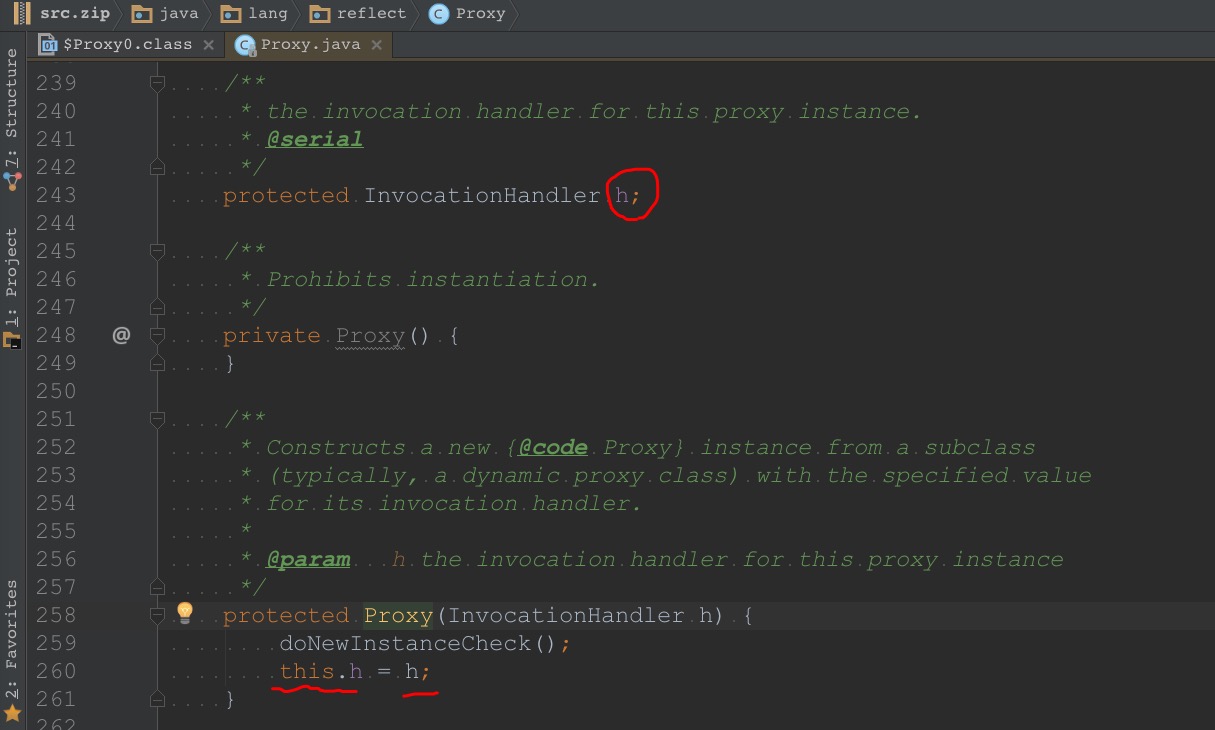 src.zip java lang reflect Proxy
$Proxy0.class Proxy.java
7: Structure
1: Project
2: Favorites
239 /**
240 * the invocation handler for this proxy instance.
241 * @serial
242 */
243 protected InvocationHandler h;
244
245 /**
246 * Prohibits instantiation.
247 */
248 @ private Proxy() {
249 }
250
251 /**
252 * Constructs a new {@code Proxy} instance from a subclass
253 * (typically, a dynamic proxy class) with the specified value
254 * for its invocation handler.
255 *
256 * @param h the invocation handler for this proxy instance
257 */
258 protected Proxy(InvocationHandler h) {
259 doNewInstanceCheck();
260 this.h = h;
261 }
262